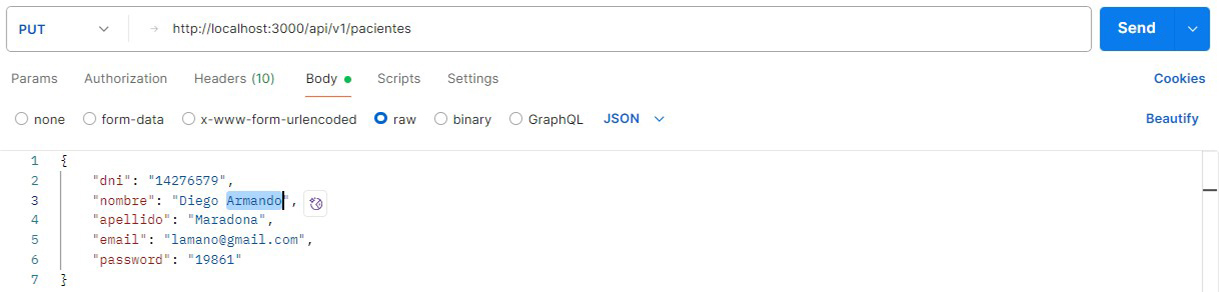 PUT http://localhost:3000/api/v1/pacientes Send
Params Authorization Headers (10) Body Scripts Settings Cookies
none form-data x-www-form-urlencoded raw binary GraphQL JSON Beautify
1 {
2 "dni": "14276579",
3 "nombre": "Diego Armando",
4 "apellido": "Maradona",
5 "email": "lamano@gmail.com",
6 "password": "19861"
7 }